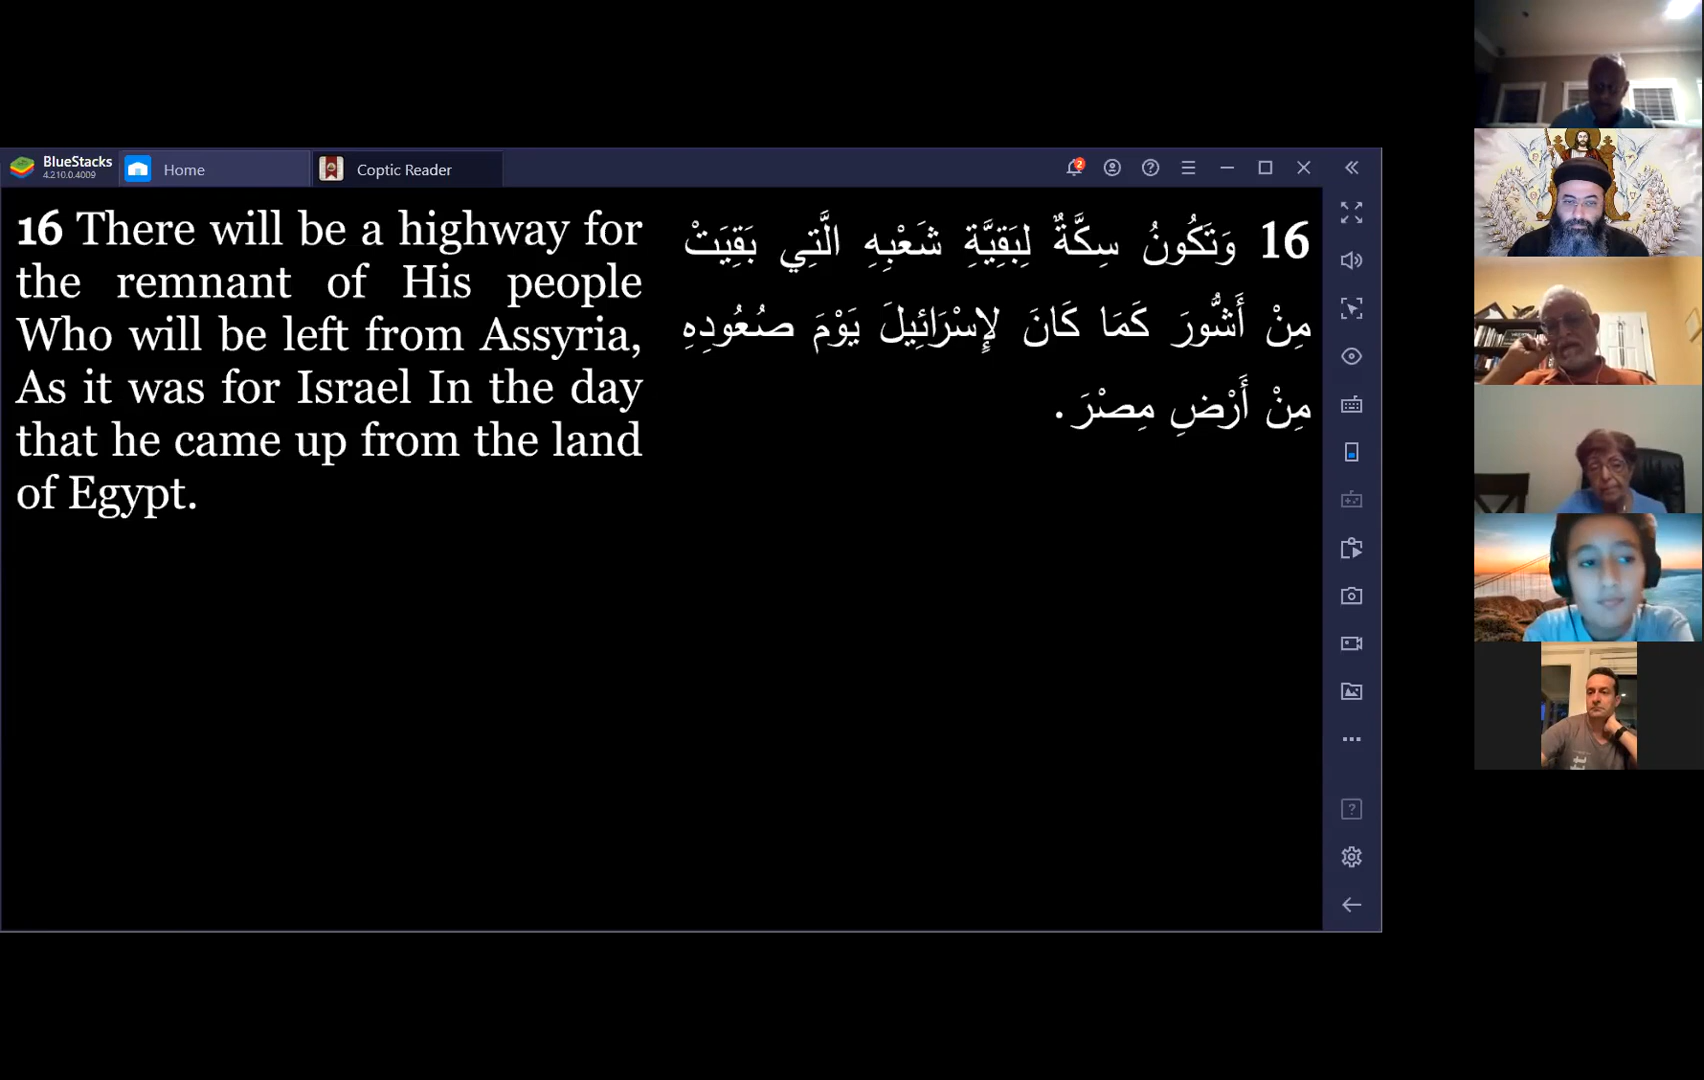 BlueStacks
4.210.0.4009
Home
Coptic Reader
2
16 There will be a highway for
the remnant of His people
Who will be left from Assyria,
As it was for Israel In the day
that he came up from the land
of Egypt.
16 وَتَكُونُ سِكَّةٌ لِبَقِيَّةِ شَعْبِهِ الَّتِي بَقِيَتْ
مِنْ أَشُّورَ كَمَا كَانَ لإِسْرَائِيلَ يَوْمَ صُعُودِهِ
مِنْ أَرْضِ مِصْرَ .